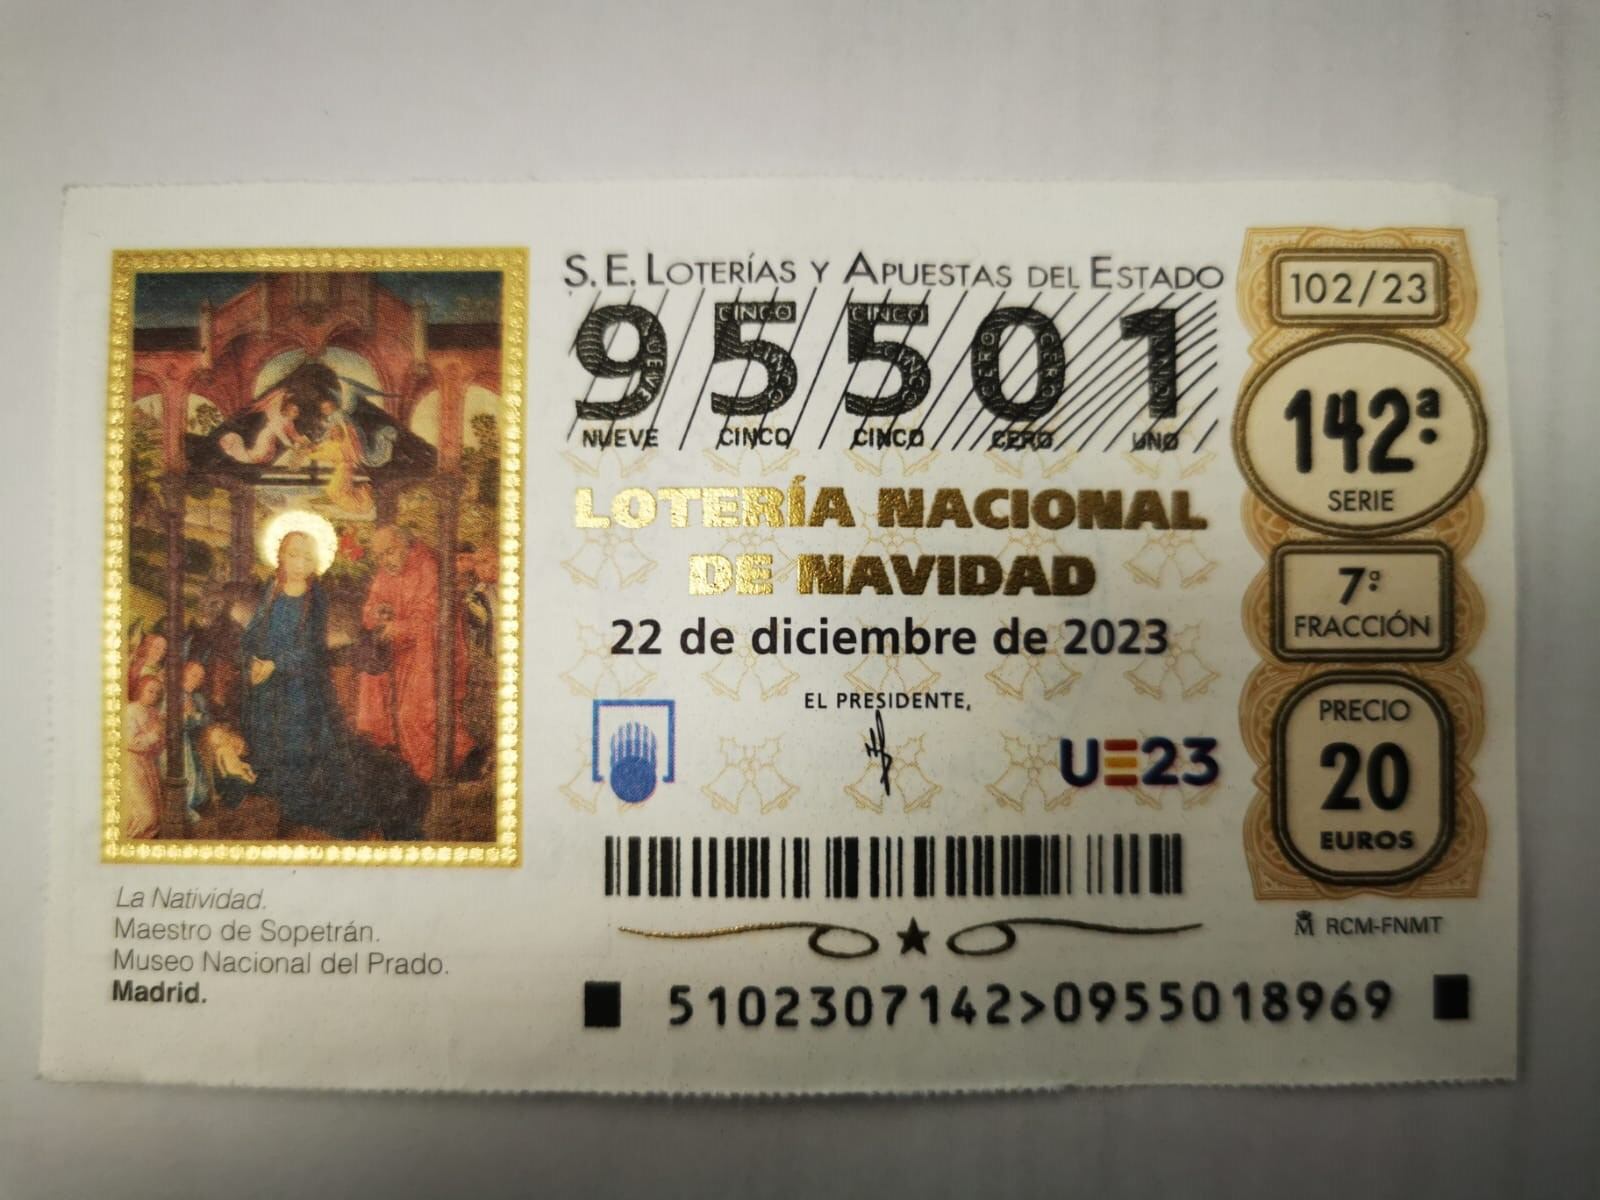 S.E. LOTERÍAS Y APUESTAS DEL ESTADO
95501
NUEVE CINCO CINCO CERO UNO
LOTERÍA NACIONAL
DE NAVIDAD
22 de diciembre de 2023
EL PRESIDENTE,
UE23
5102307142>0955018969
102/23
142ª
SERIE
7ª
FRACCIÓN
PRECIO
20
EUROS
RCM-FNMT
La Natividad.
Maestro de Sopetrán.
Museo Nacional del Prado.
Madrid.